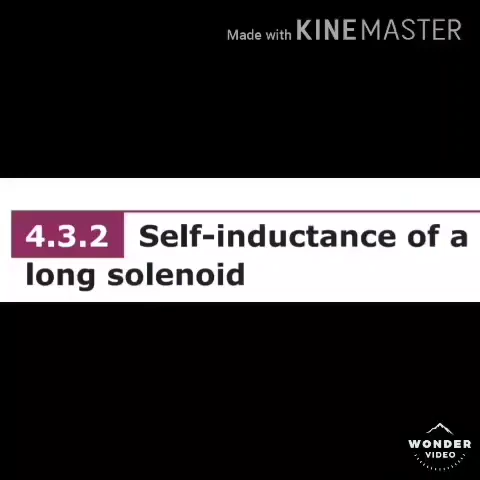 Made with KINEMASTER
4.3.2 Self-inductance of a
long solenoid
WONDER
VIDEO